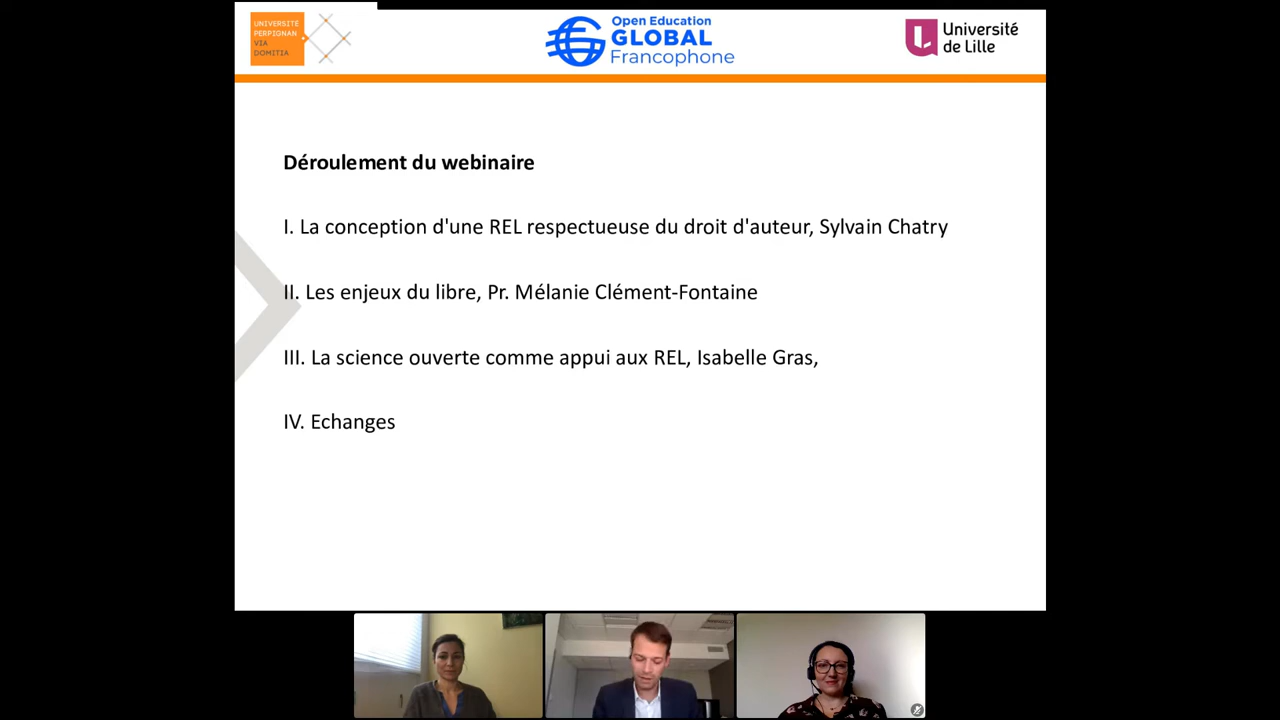 UNIVERSITÉ
PERPIGNAN
VIA
DOMITIA
Open Education
GLOBAL
Francophone
Université
de Lille
Déroulement du webinaire
I. La conception d'une REL respectueuse du droit d'auteur, Sylvain Chatry
II. Les enjeux du libre, Pr. Mélanie Clément-Fontaine
III. La science ouverte comme appui aux REL, Isabelle Gras,
IV. Echanges